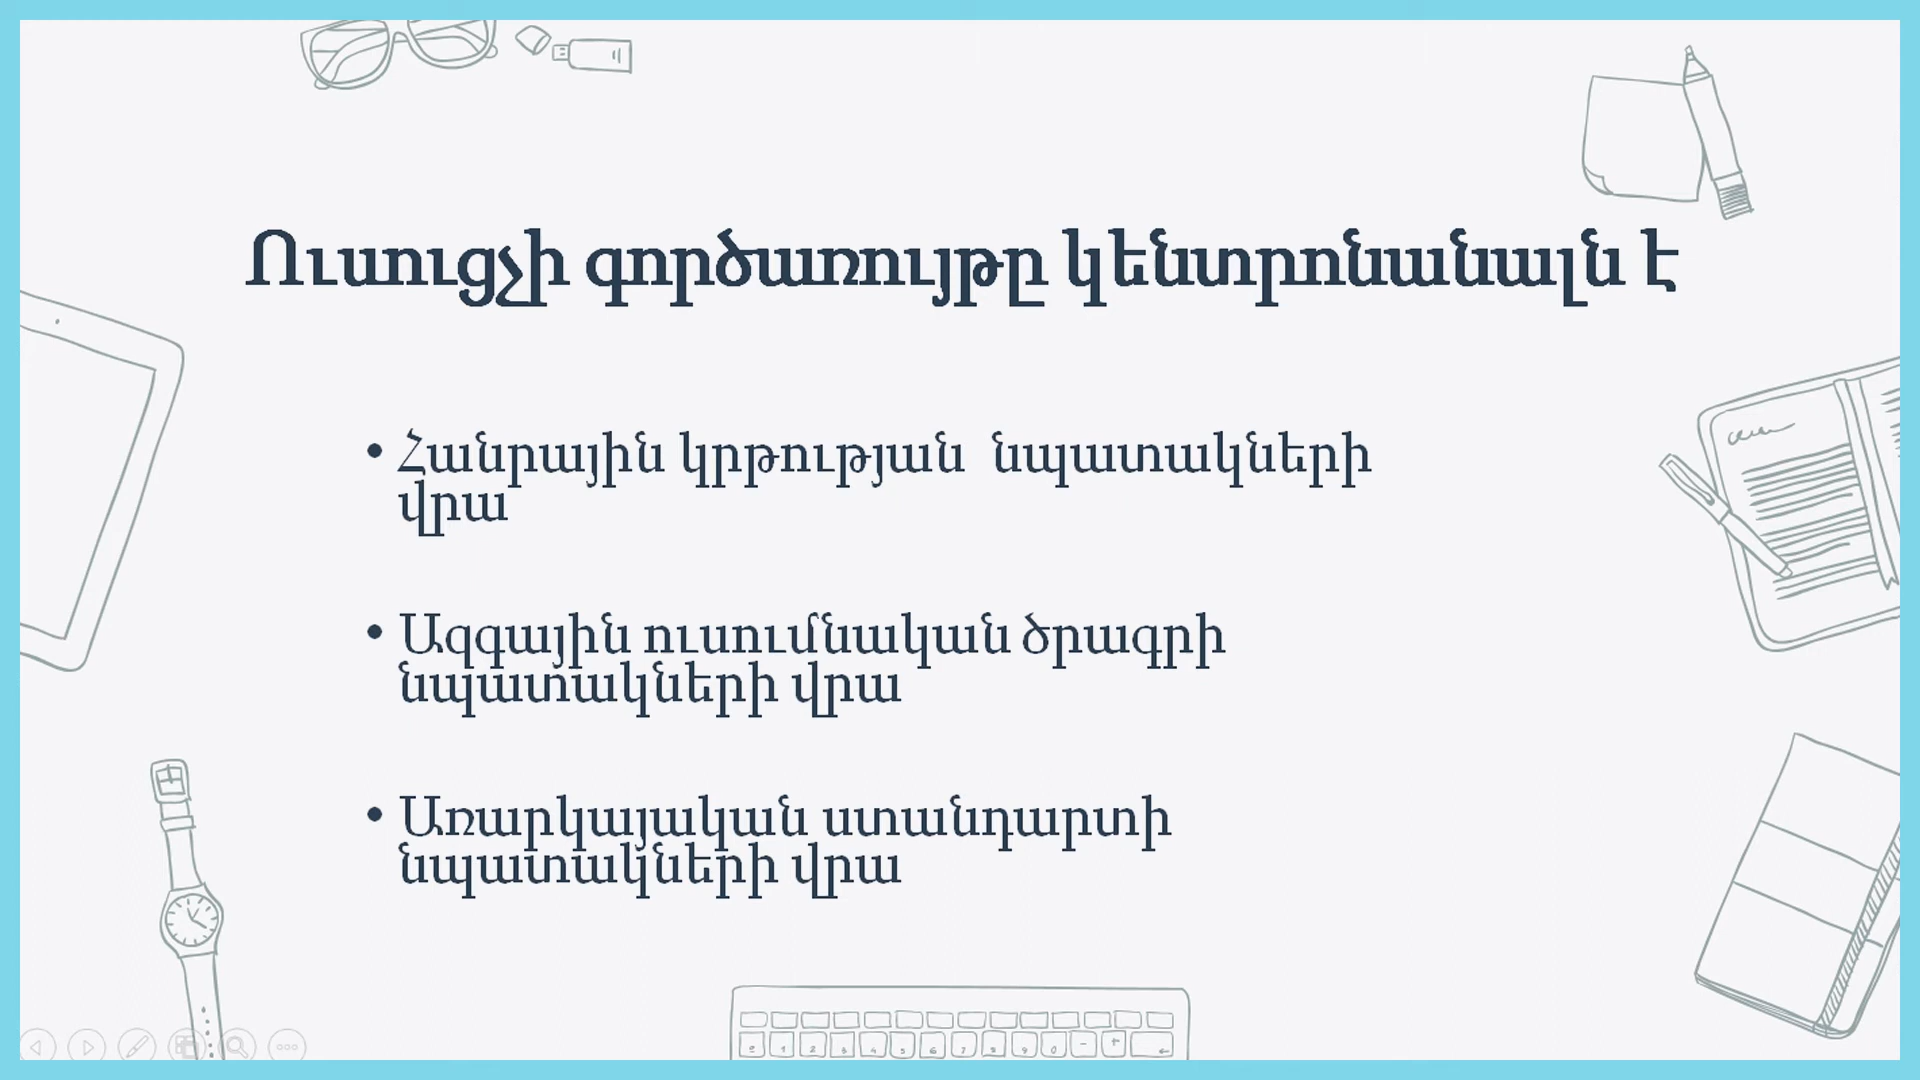 Ուսուցչի գործառույթը կենտրոնանալն է
• Հանրային կրթության նպատակների
վրա
• Ազգային ուսումնական ծրագրի
նպատակների վրա
• Առարկայական ստանդարտի
նպատակների վրա